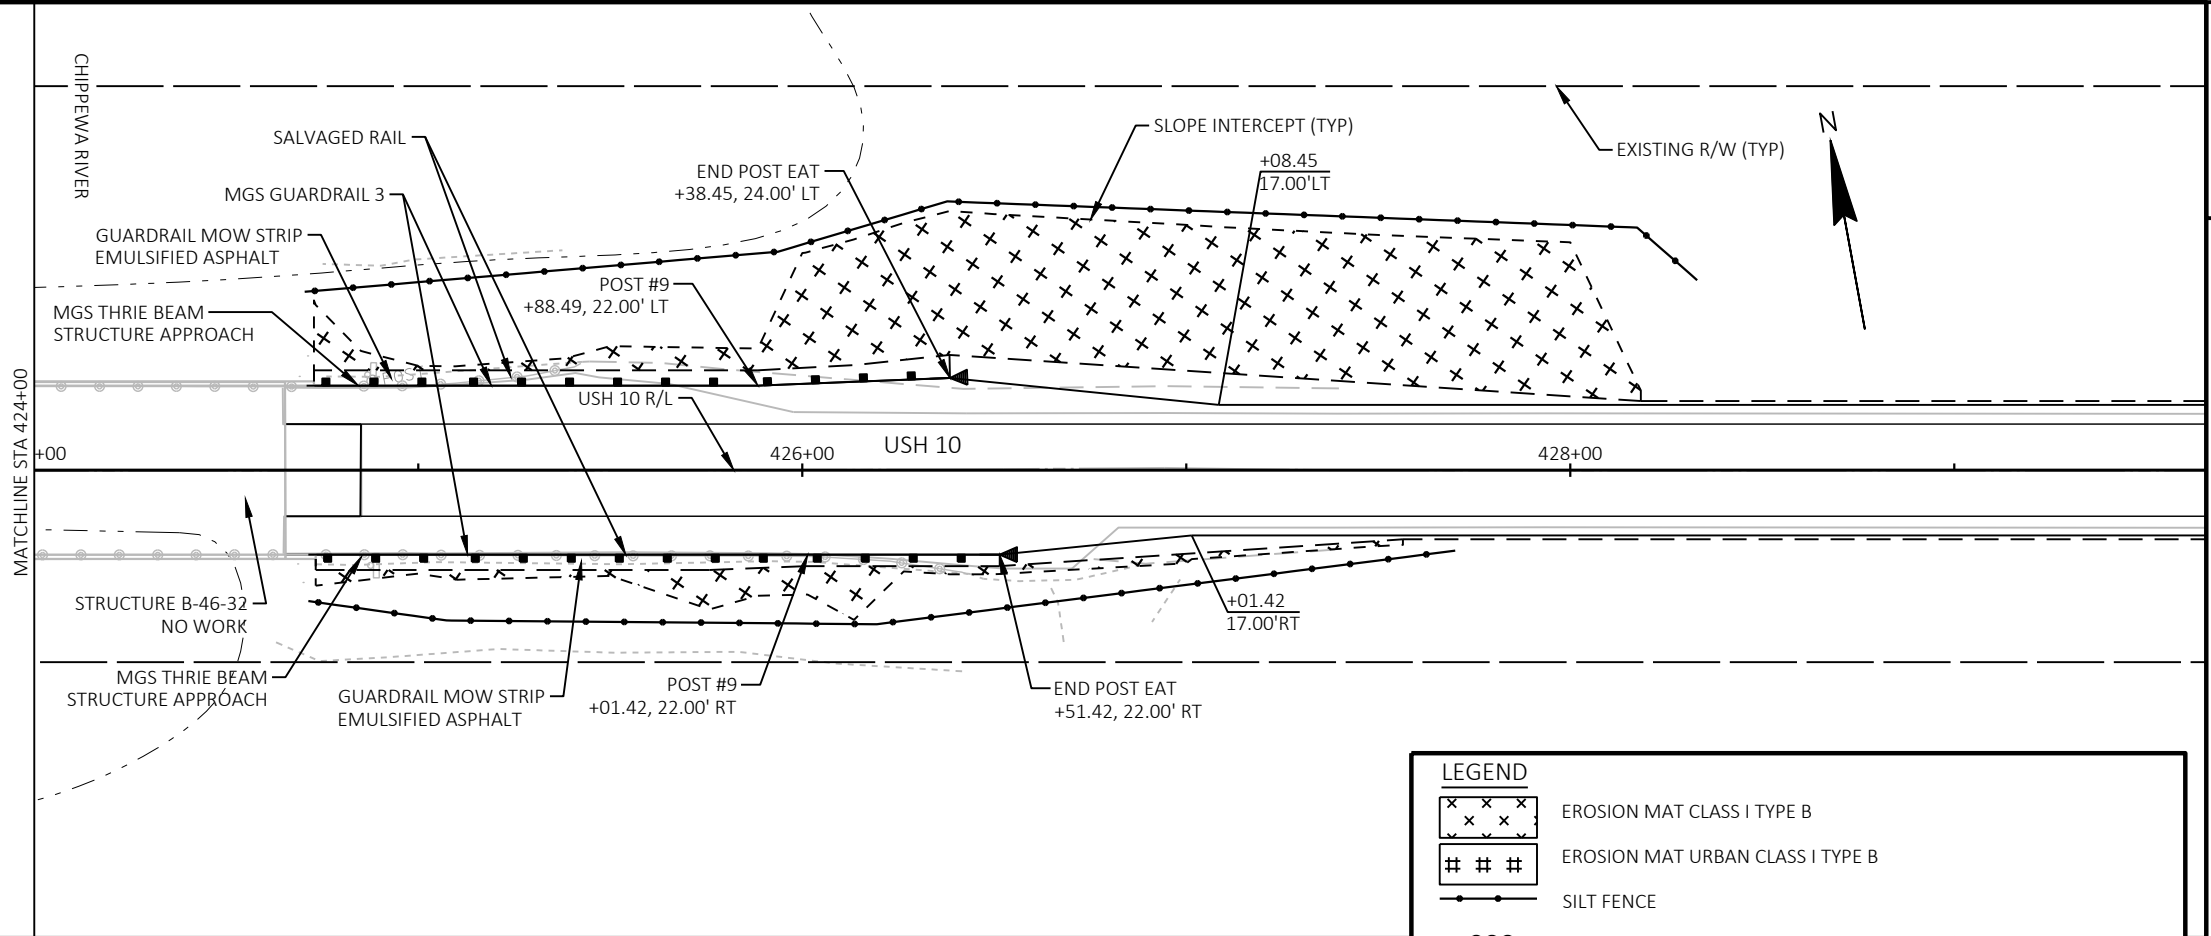 CHIPPEWA RIVER
SALVAGED RAIL
MGS GUARDRAIL 3
GUARDRAIL MOW STRIP
EMULSIFIED ASPHALT
MGS THRIE BEAM
STRUCTURE APPROACH
END POST EAT
+38.45, 24.00' LT
POST #9
+88.49, 22.00' LT
SLOPE INTERCEPT (TYP)
+08.45
17.00'LT
EXISTING R/W (TYP)
N
USH 10 R/L
MATCHLINE STA 424+00
+00
426+00
USH 10
428+00
STRUCTURE B-46-32
NO WORK
MGS THRIE BEAM
STRUCTURE APPROACH
GUARDRAIL MOW STRIP
EMULSIFIED ASPHALT
POST #9
+01.42, 22.00' RT
END POST EAT
+51.42, 22.00' RT
+01.42
17.00'RT
LEGEND
EROSION MAT CLASS I TYPE B
EROSION MAT URBAN CLASS I TYPE B
SILT FENCE